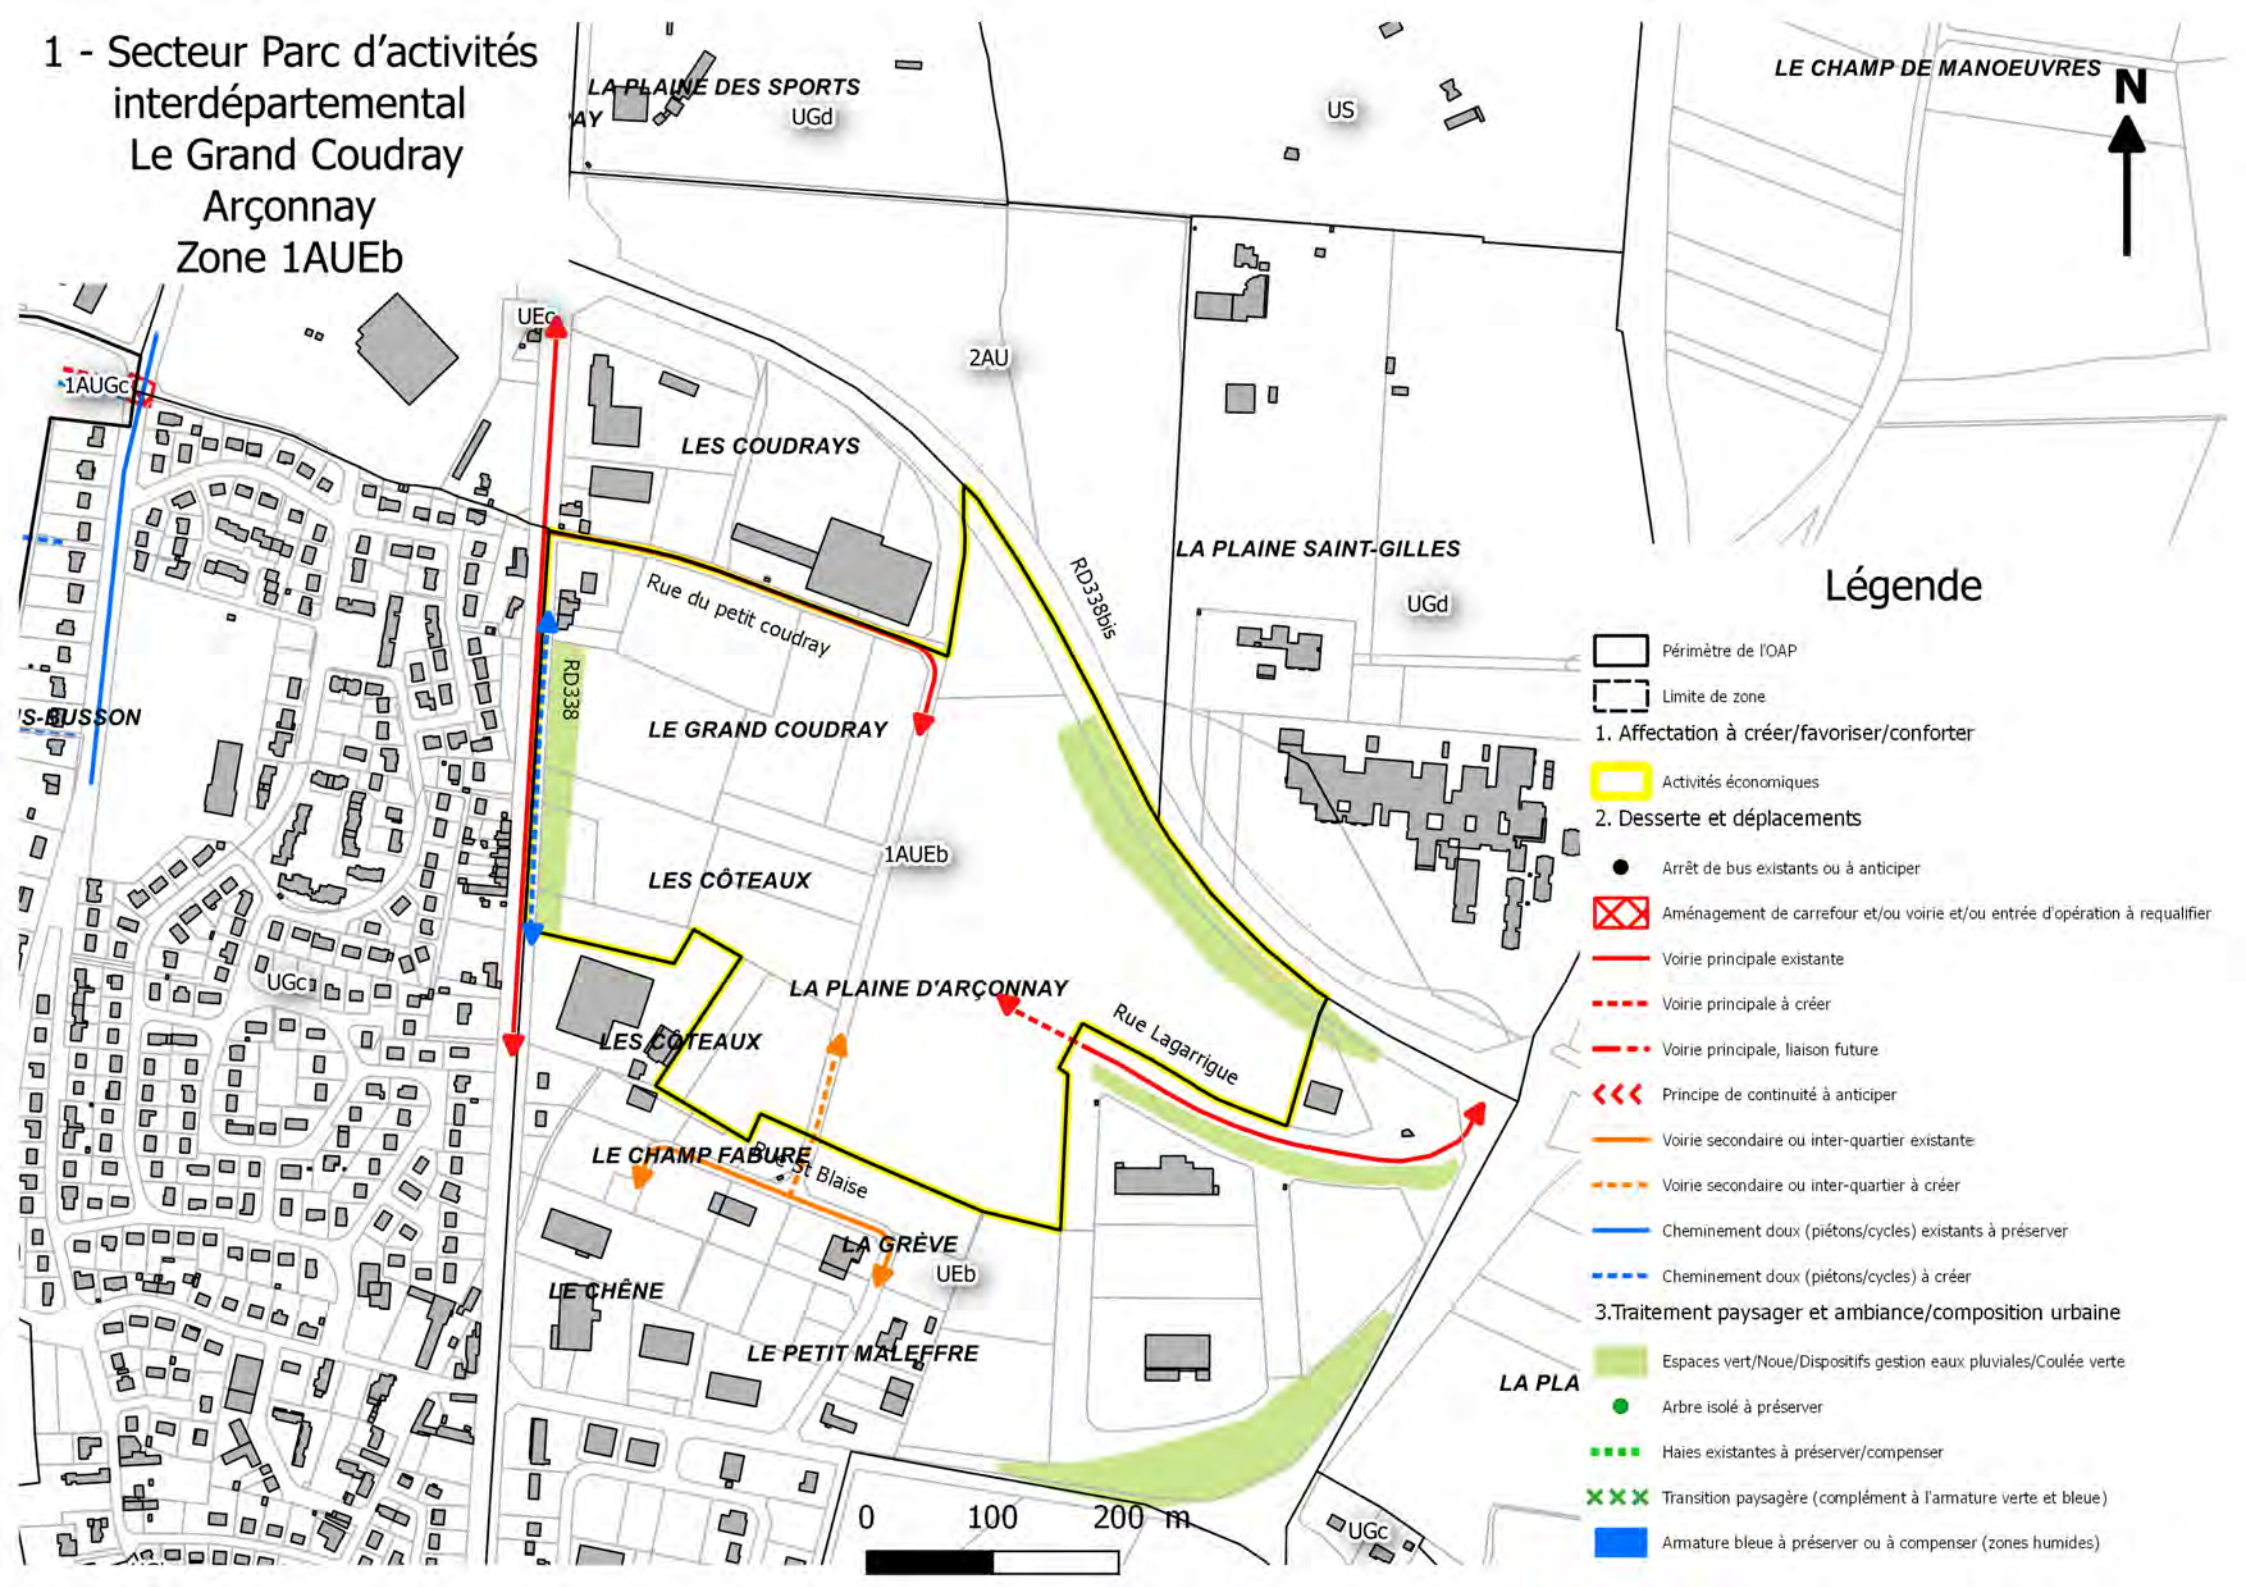 1 - Secteur Parc d'activités
interdépartemental
Le Grand Coudray
Arçonnay
Zone 1AUEb
LA PLAINE DES SPORTS
AY
UGd
US
LE CHAMP DE MANOEUVRES
N
UEc
1AUGc
2AU
LES COUDRAYS
LA PLAINE SAINT-GILLES
RD338bis
UGd
Rue du petit coudray
RD338
LE GRAND COUDRAY
S-BUSSON
1AUEb
LES CÔTEAUX
UGc
LA PLAINE D'ARÇONNAY
Rue Lagarrigue
LES CÔTEAUX
LE CHAMP FABURE
Rue St Blaise
LA GRÈVE
UEb
LE CHÊNE
LE PETIT MALEFFRE
LA PLA
0 100 200 m
UGc
Légende
Périmètre de l'OAP
Limite de zone
1. Affectation à créer/favoriser/conforter
Activités économiques
2. Desserte et déplacements
Arrêt de bus existants ou à anticiper
Aménagement de carrefour et/ou voirie et/ou entrée d'opération à requalifier
Voirie principale existante
Voirie principale à créer
Voirie principale, liaison future
Principe de continuité à anticiper
Voirie secondaire ou inter-quartier existante
Voirie secondaire ou inter-quartier à créer
Cheminement doux (piétons/cycles) existants à préserver
Cheminement doux (piétons/cycles) à créer
3.Traitement paysager et ambiance/composition urbaine
Espaces vert/Noue/Dispositifs gestion eaux pluviales/Coulée verte
Arbre isolé à préserver
Haies existantes à préserver/compenser
Transition paysagère (complément à l'armature verte et bleue)
Armature bleue à préserver ou à compenser (zones humides)